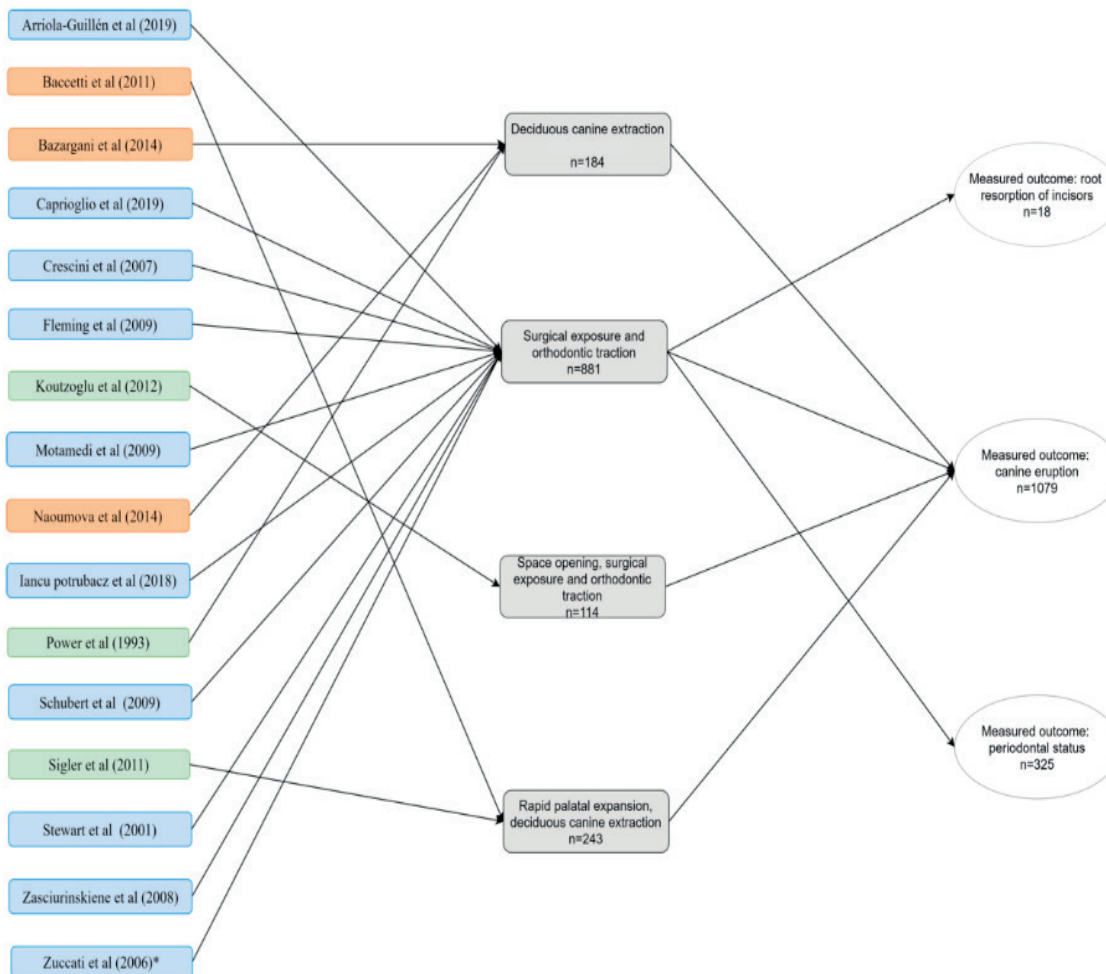 Arriola-Guillén et al (2019)
Baccetti et al (2011)
Bazargani et al (2014)
Caprioglio et al (2019)
Crescini et al (2007)
Fleming et al (2009)
Koutzoglu et al (2012)
Motamedi et al (2009)
Naoumova et al (2014)
Iancu potrubacz et al (2018)
Power et al (1993)
Schubert et al (2009)
Sigler et al (2011)
Stewart et al (2001)
Zasciurinskiene et al (2008)
Zuccati et al (2006)*
Deciduous canine extraction
n=184
Surgical exposure and
orthodontic traction
n=881
Space opening, surgical
exposure and orthodontic
traction
n=114
Rapid palatal expansion,
deciduous canine extraction
n=243
Measured outcome: root
resorption of incisors
n=18
Measured outcome:
canine eruption
n=1079
Measured outcome:
periodontal status
n=325